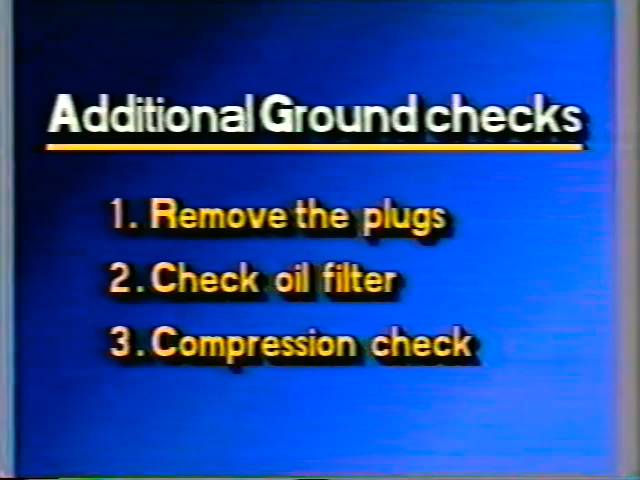 Additional Ground checks
1. Remove the plugs
2. Check oil filter
3. Compression check